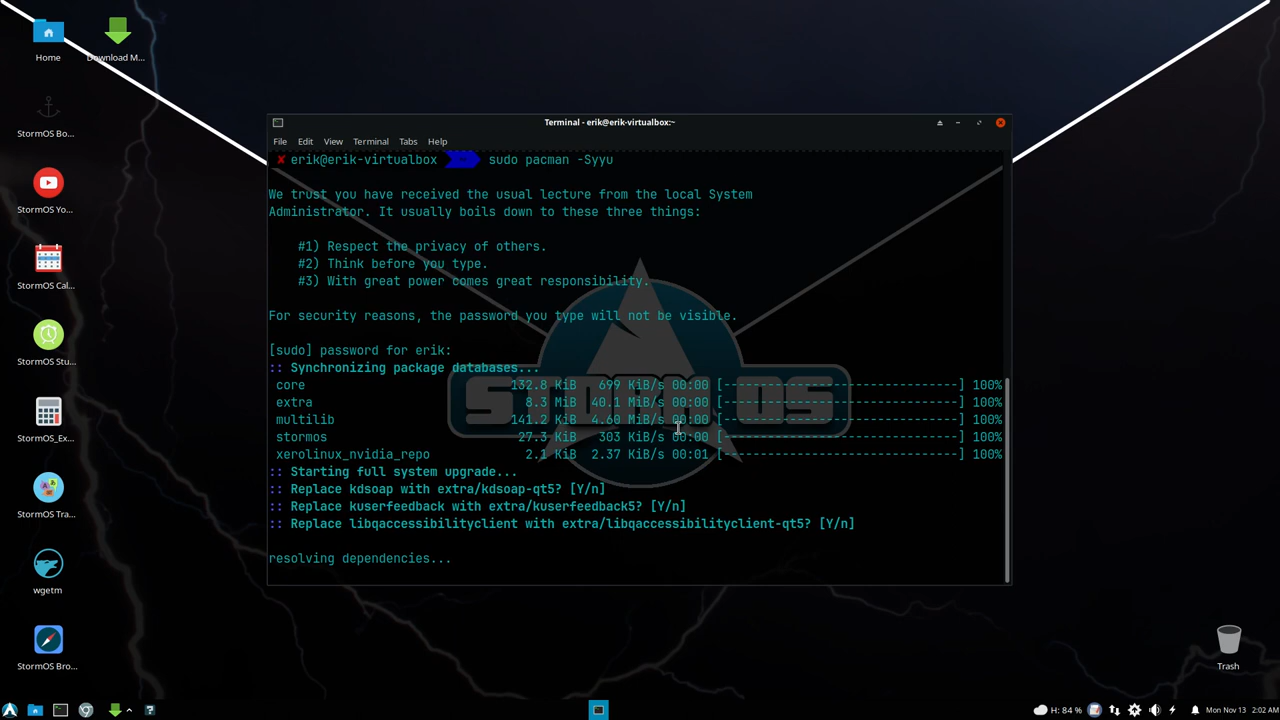 Home
Download M...
StormOS Bo...
StormOS Yo...
StormOS Cal...
StormOS Stu...
StormOS_Ex...
StormOS Tra...
wgetm
StormOS Bro...
Terminal - erik@erik-virtualbox:~
File Edit View Terminal Tabs Help
✘ erik@erik-virtualbox ~ sudo pacman -Syyu
We trust you have received the usual lecture from the local System
Administrator. It usually boils down to these three things:
#1) Respect the privacy of others.
#2) Think before you type.
#3) With great power comes great responsibility.
For security reasons, the password you type will not be visible.
[sudo] password for erik:
:: Synchronizing package databases...
core 132.8 KiB 699 KiB/s 00:00 [----------------------------------] 100%
extra 8.3 MiB 40.1 MiB/s 00:00 [----------------------------------] 100%
multilib 141.2 KiB 4.60 MiB/s 00:00 [----------------------------------] 100%
stormos 27.3 KiB 303 KiB/s 00:00 [----------------------------------] 100%
xerolinux_nvidia_repo 2.1 KiB 2.37 KiB/s 00:01 [----------------------------------] 100%
:: Starting full system upgrade...
:: Replace kdsoap with extra/kdsoap-qt5? [Y/n]
:: Replace kuserfeedback with extra/kuserfeedback5? [Y/n]
:: Replace libqaccessibilityclient with extra/libqaccessibilityclient-qt5? [Y/n]
resolving dependencies...
STORM OS
Trash
H: 84 %
Mon Nov 13
2:02 AM